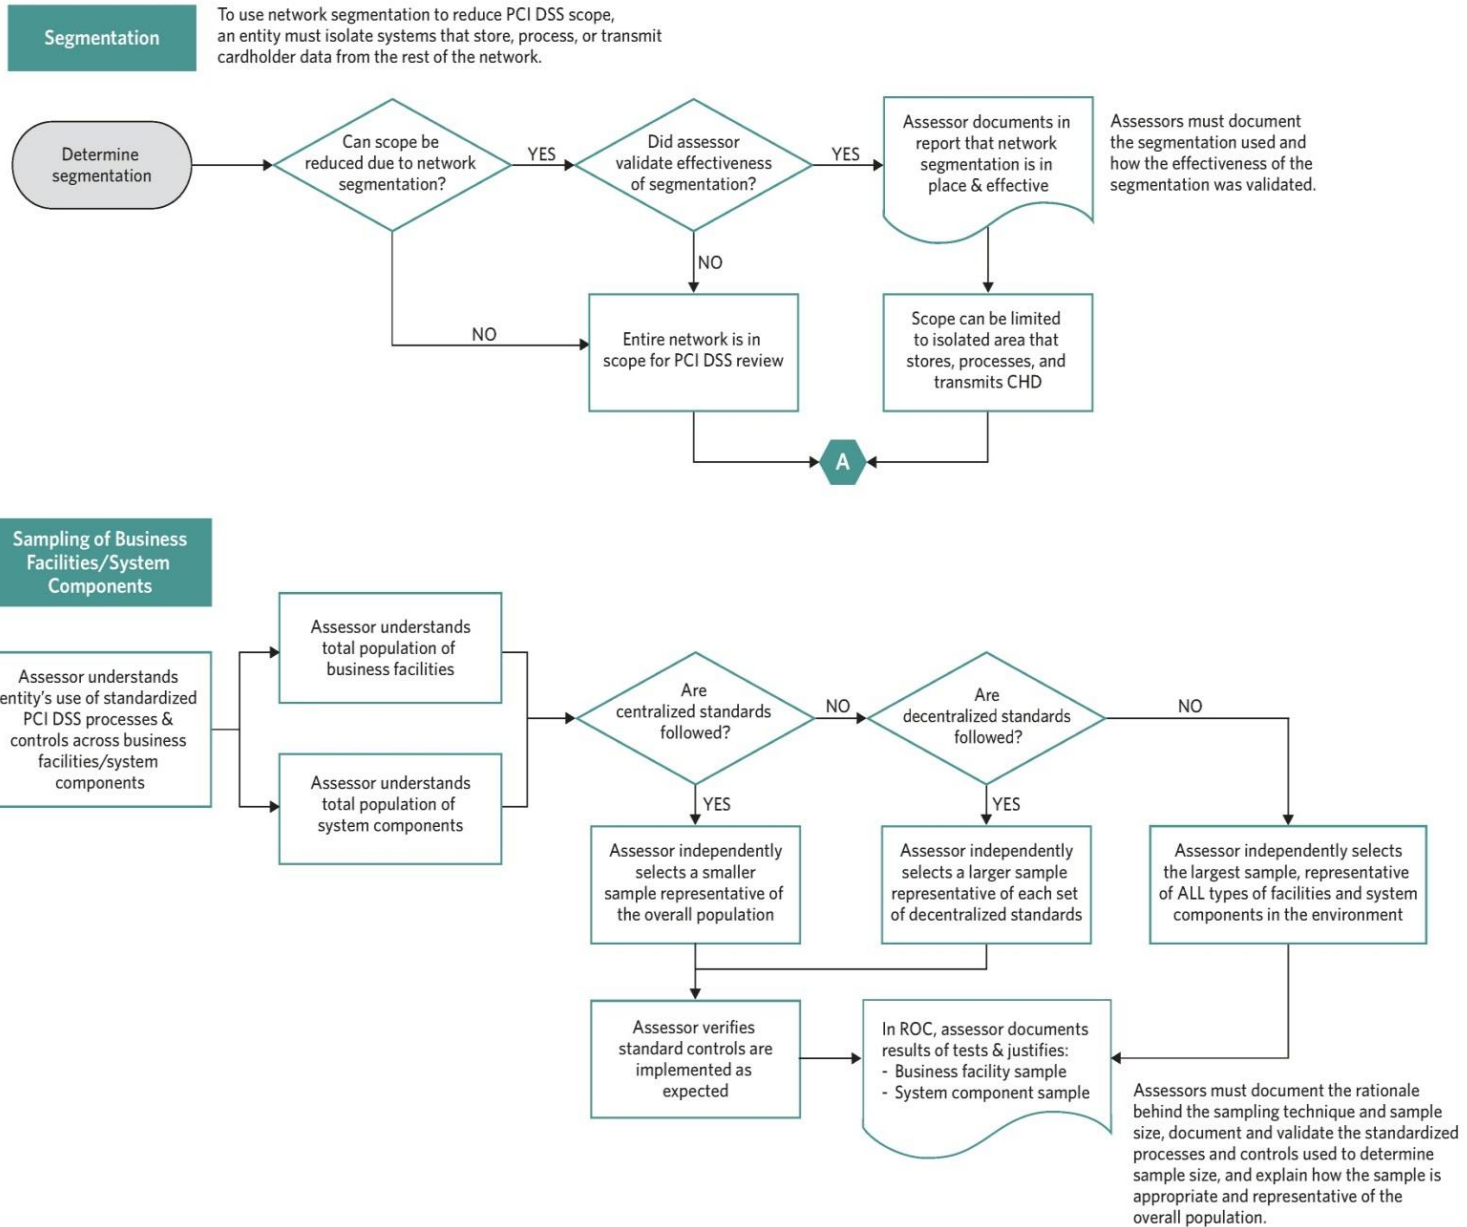 Segmentation
To use network segmentation to reduce PCI DSS scope,
an entity must isolate systems that store, process, or transmit
cardholder data from the rest of the network.
Determine
segmentation
Can scope be
reduced due to network
segmentation?
YES
Did assessor
validate effectiveness
of segmentation?
YES
Assessor documents in
report that network
segmentation is in
place & effective
Assessors must document
the segmentation used and
how the effectiveness of the
segmentation was validated.
NO
NO
Entire network is in
scope for PCI DSS review
Scope can be limited
to isolated area that
stores, processes, and
transmits CHD
A
Sampling of Business
Facilities/System
Components
Assessor understands
entity's use of standardized
PCI DSS processes &
controls across business
facilities/system
components
Assessor understands
total population of
business facilities
Assessor understands
total population of
system components
Are
centralized standards
followed?
NO
Are
decentralized standards
followed?
NO
YES
YES
Assessor independently
selects a smaller
sample representative of
the overall population
Assessor independently
selects a larger sample
representative of each set
of decentralized standards
Assessor independently selects
the largest sample, representative
of ALL types of facilities and system
components in the environment
Assessor verifies
standard controls are
implemented as
expected
In ROC, assessor documents
results of tests & justifies:
- Business facility sample
- System component sample
Assessors must document the rationale
behind the sampling technique and sample
size, document and validate the standardized
processes and controls used to determine
sample size, and explain how the sample is
appropriate and representative of the
overall population.